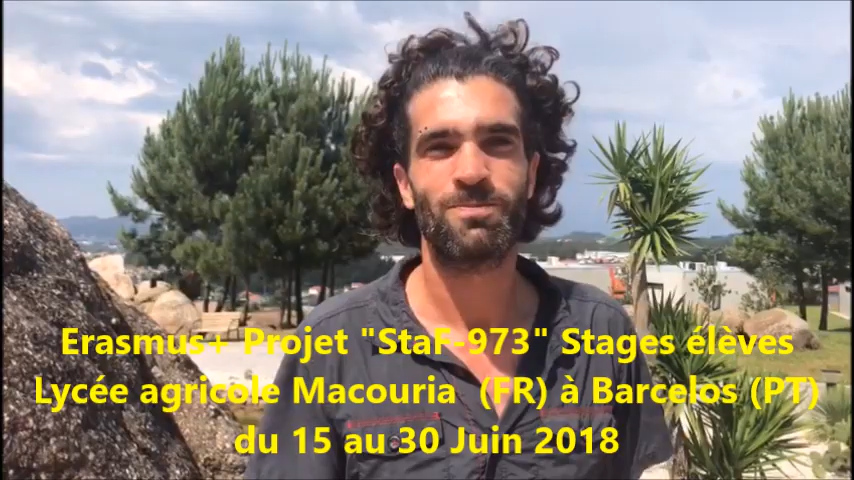 Erasmus+ Projet "StaF-973" Stages élèves
Lycée agricole Macouria (FR) à Barcelos (PT)
du 15 au 30 Juin 2018